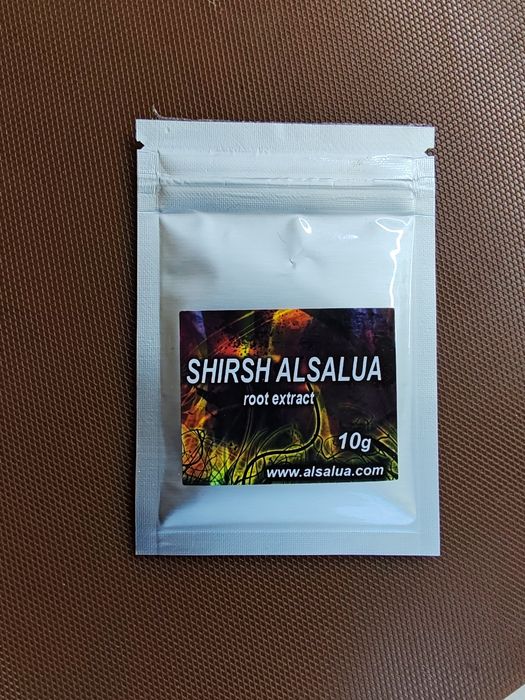 SHIRSH ALSALUA
root extract
10g
www.alsalua.com